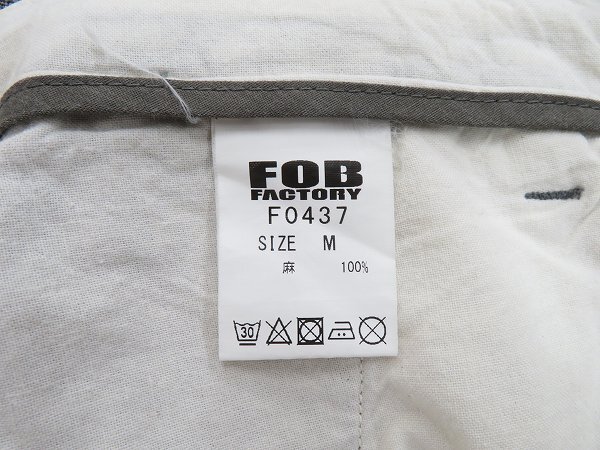 FOB
FACTORY
F0437
SIZE M
麻 100%
30